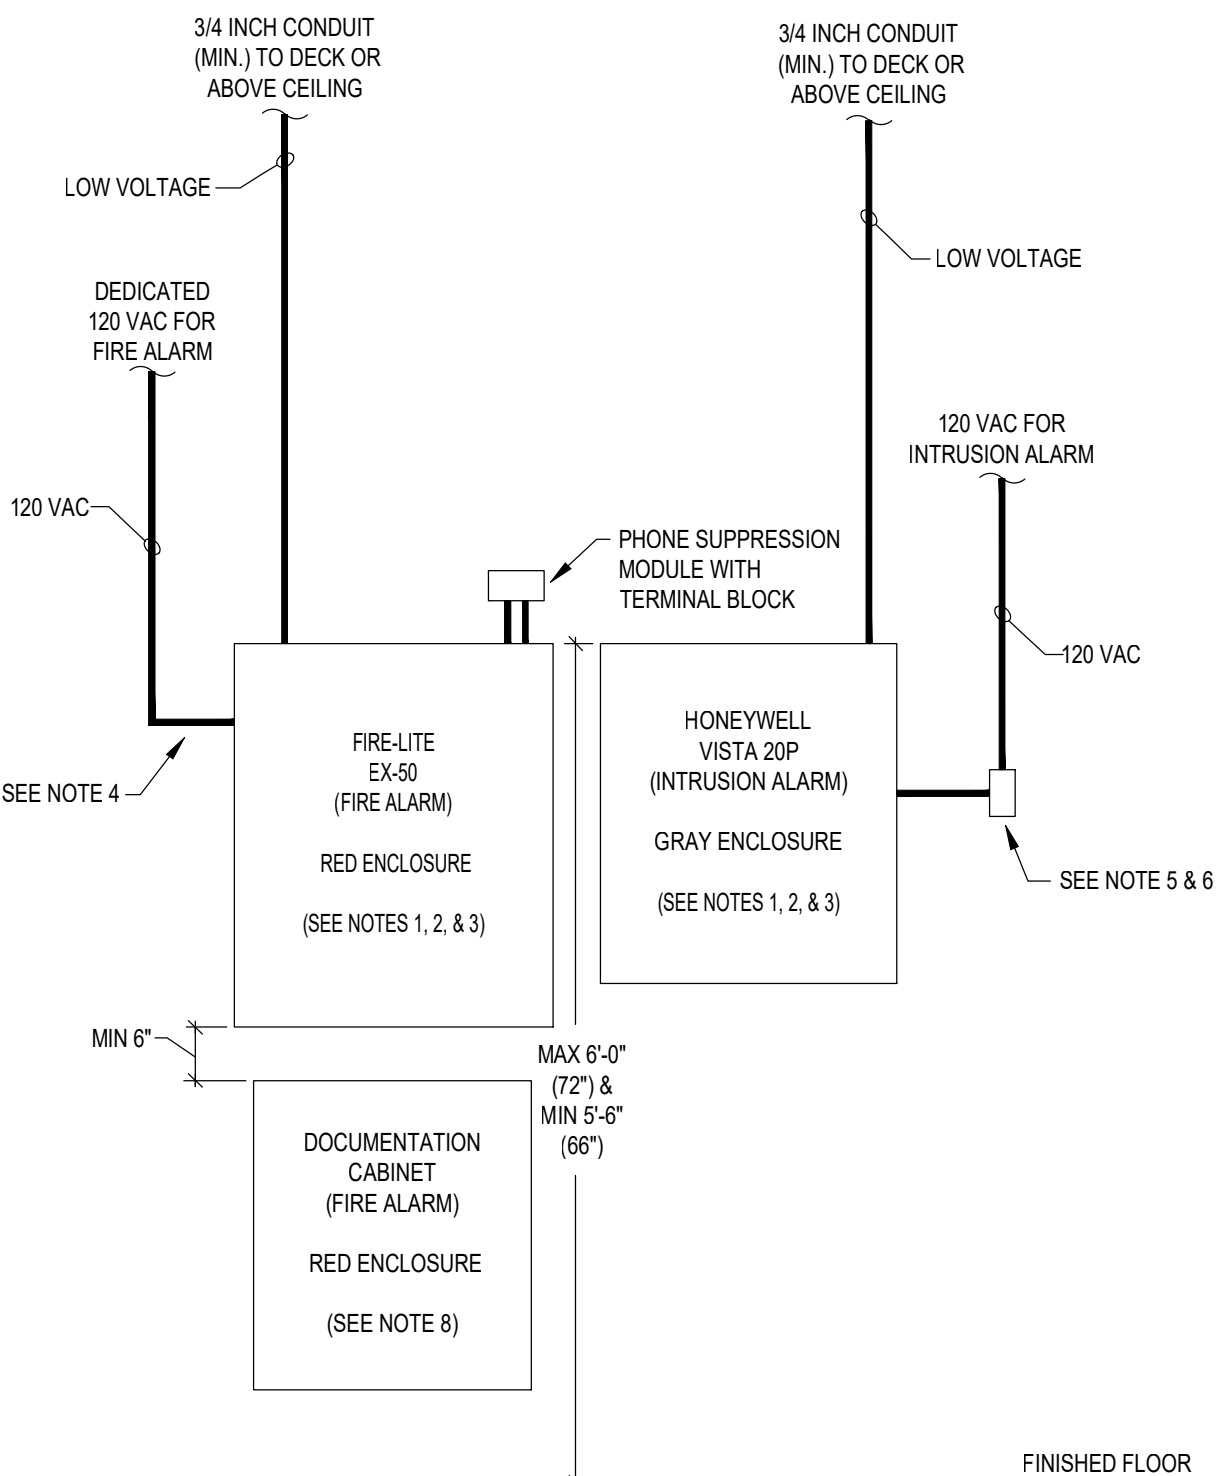 3/4 INCH CONDUIT
(MIN.) TO DECK OR
ABOVE CEILING
3/4 INCH CONDUIT
(MIN.) TO DECK OR
ABOVE CEILING
LOW VOLTAGE
LOW VOLTAGE
DEDICATED
120 VAC FOR
FIRE ALARM
120 VAC FOR
INTRUSION ALARM
120 VAC
PHONE SUPPRESSION
MODULE WITH
TERMINAL BLOCK
120 VAC
FIRE-LITE
EX-50
(FIRE ALARM)
RED ENCLOSURE
(SEE NOTES 1, 2, & 3)
HONEYWELL
VISTA 20P
(INTRUSION ALARM)
GRAY ENCLOSURE
(SEE NOTES 1, 2, & 3)
SEE NOTE 4
SEE NOTE 5 & 6
MIN 6"
MAX 6'-0"
(72") &
MIN 5'-6"
(66")
DOCUMENTATION
CABINET
(FIRE ALARM)
RED ENCLOSURE
(SEE NOTE 8)
FINISHED FLOOR